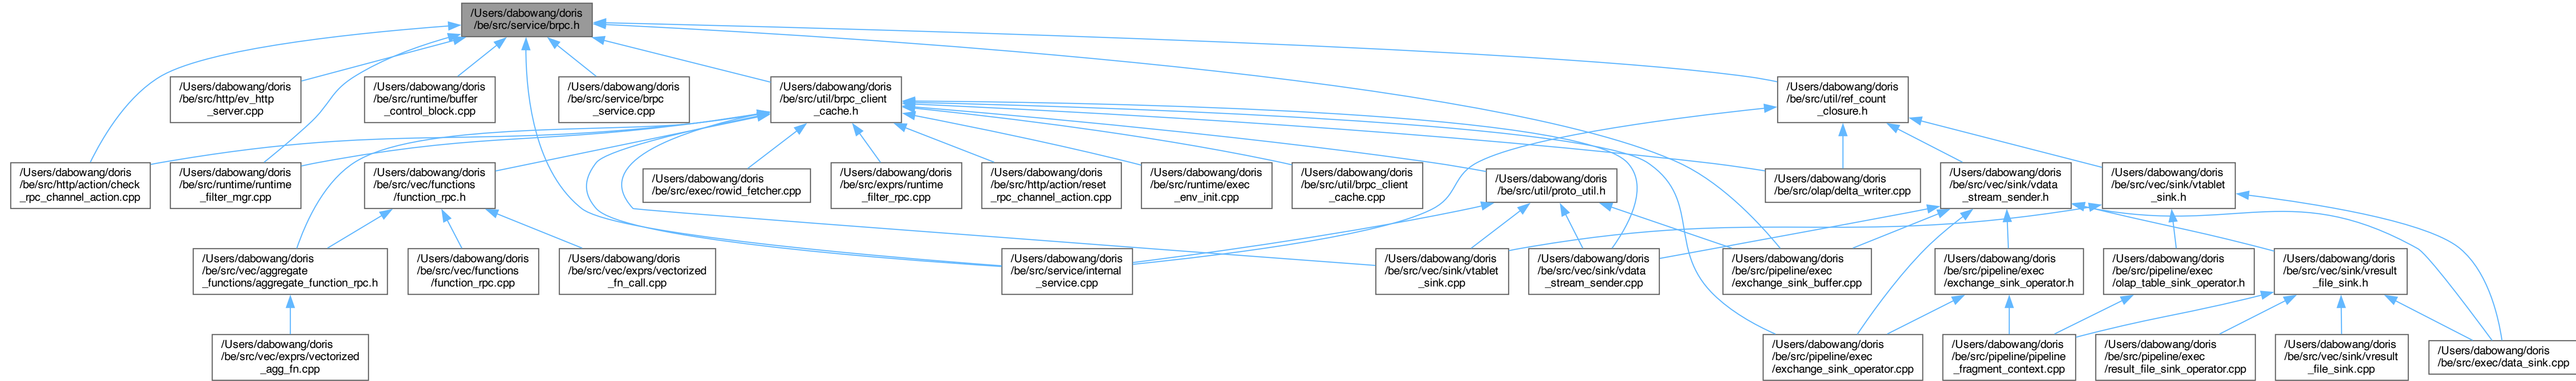 /Users/dabowang/doris
/be/src/service/brpc.h
/Users/dabowang/doris
/be/src/http/ev_http
_server.cpp
/Users/dabowang/doris
/be/src/runtime/buffer
_control_block.cpp
/Users/dabowang/doris
/be/src/service/brpc
_service.cpp
/Users/dabowang/doris
/be/src/util/brpc_client
_cache.h
/Users/dabowang/doris
/be/src/util/ref_count
_closure.h
/Users/dabowang/doris
/be/src/http/action/check
_rpc_channel_action.cpp
/Users/dabowang/doris
/be/src/runtime/runtime
_filter_mgr.cpp
/Users/dabowang/doris
/be/src/vec/functions
/function_rpc.h
/Users/dabowang/doris
/be/src/exec/rowid_fetcher.cpp
/Users/dabowang/doris
/be/src/exprs/runtime
_filter_rpc.cpp
/Users/dabowang/doris
/be/src/http/action/reset
_rpc_channel_action.cpp
/Users/dabowang/doris
/be/src/runtime/exec
_env_init.cpp
/Users/dabowang/doris
/be/src/util/brpc_client
_cache.cpp
/Users/dabowang/doris
/be/src/util/proto_util.h
/Users/dabowang/doris
/be/src/olap/delta_writer.cpp
/Users/dabowang/doris
/be/src/vec/sink/vdata
_stream_sender.h
/Users/dabowang/doris
/be/src/vec/sink/vtablet
_sink.h
/Users/dabowang/doris
/be/src/vec/aggregate
_functions/aggregate_function_rpc.h
/Users/dabowang/doris
/be/src/vec/functions
/function_rpc.cpp
/Users/dabowang/doris
/be/src/vec/exprs/vectorized
_fn_call.cpp
/Users/dabowang/doris
/be/src/service/internal
_service.cpp
/Users/dabowang/doris
/be/src/vec/sink/vtablet
_sink.cpp
/Users/dabowang/doris
/be/src/vec/sink/vdata
_stream_sender.cpp
/Users/dabowang/doris
/be/src/pipeline/exec
/exchange_sink_buffer.cpp
/Users/dabowang/doris
/be/src/pipeline/exec
/exchange_sink_operator.h
/Users/dabowang/doris
/be/src/pipeline/exec
/olap_table_sink_operator.h
/Users/dabowang/doris
/be/src/vec/sink/vresult
_file_sink.h
/Users/dabowang/doris
/be/src/vec/exprs/vectorized
_agg_fn.cpp
/Users/dabowang/doris
/be/src/pipeline/exec
/exchange_sink_operator.cpp
/Users/dabowang/doris
/be/src/pipeline/pipeline
_fragment_context.cpp
/Users/dabowang/doris
/be/src/pipeline/exec
/result_file_sink_operator.cpp
/Users/dabowang/doris
/be/src/vec/sink/vresult
_file_sink.cpp
/Users/dabowang/doris
/be/src/exec/data_sink.cpp